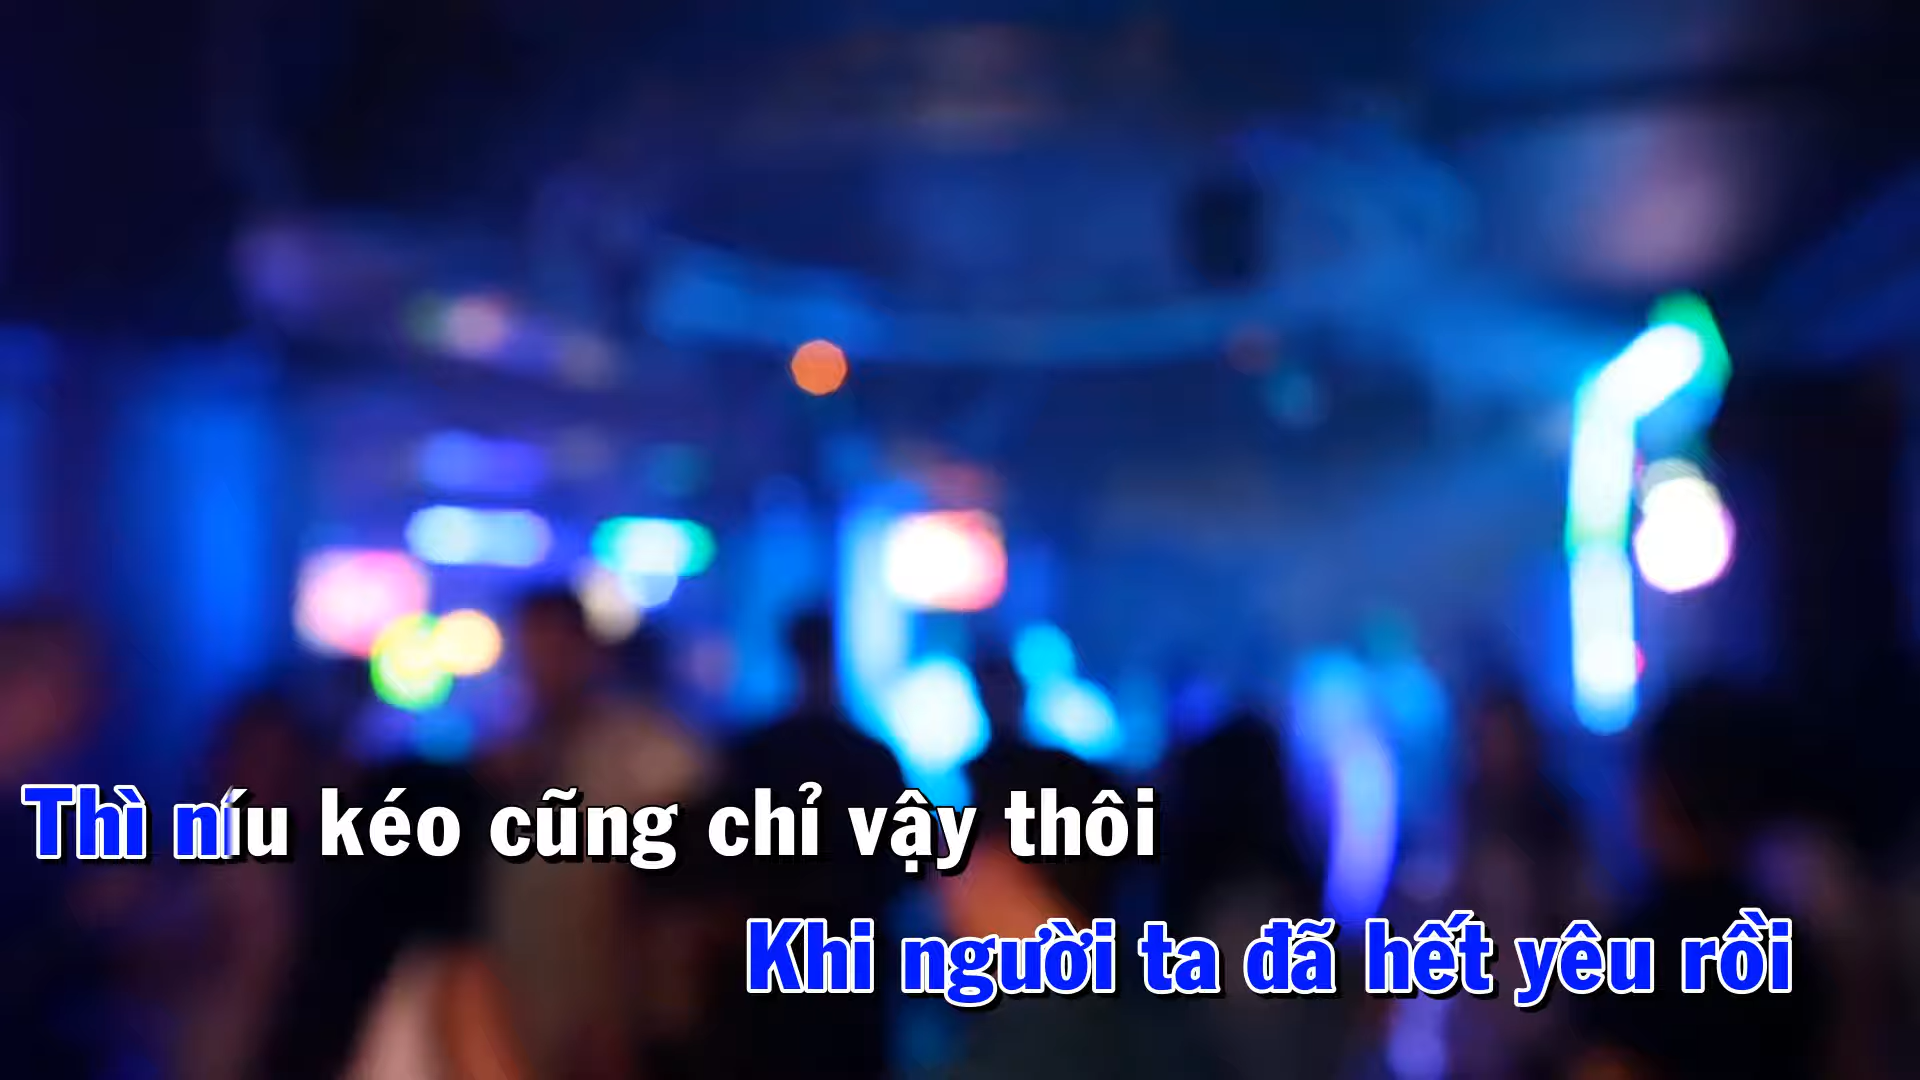 Thì níu kéo cũng chỉ vậy thôi
Khi người ta đã hết yêu rồi